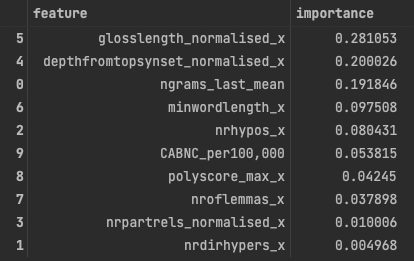 feature importance
5 glosslength_normalised_x 0.281053
4 depthfromtopsynset_normalised_x 0.200026
0 ngrams_last_mean 0.191846
6 minwordlength_x 0.097508
2 nrhypos_x 0.080431
9 CABNC_per100,000 0.053815
8 polyscore_max_x 0.04245
7 nroflemmas_x 0.037898
3 nrpartrels_normalised_x 0.010006
1 nrdirhypers_x 0.004968